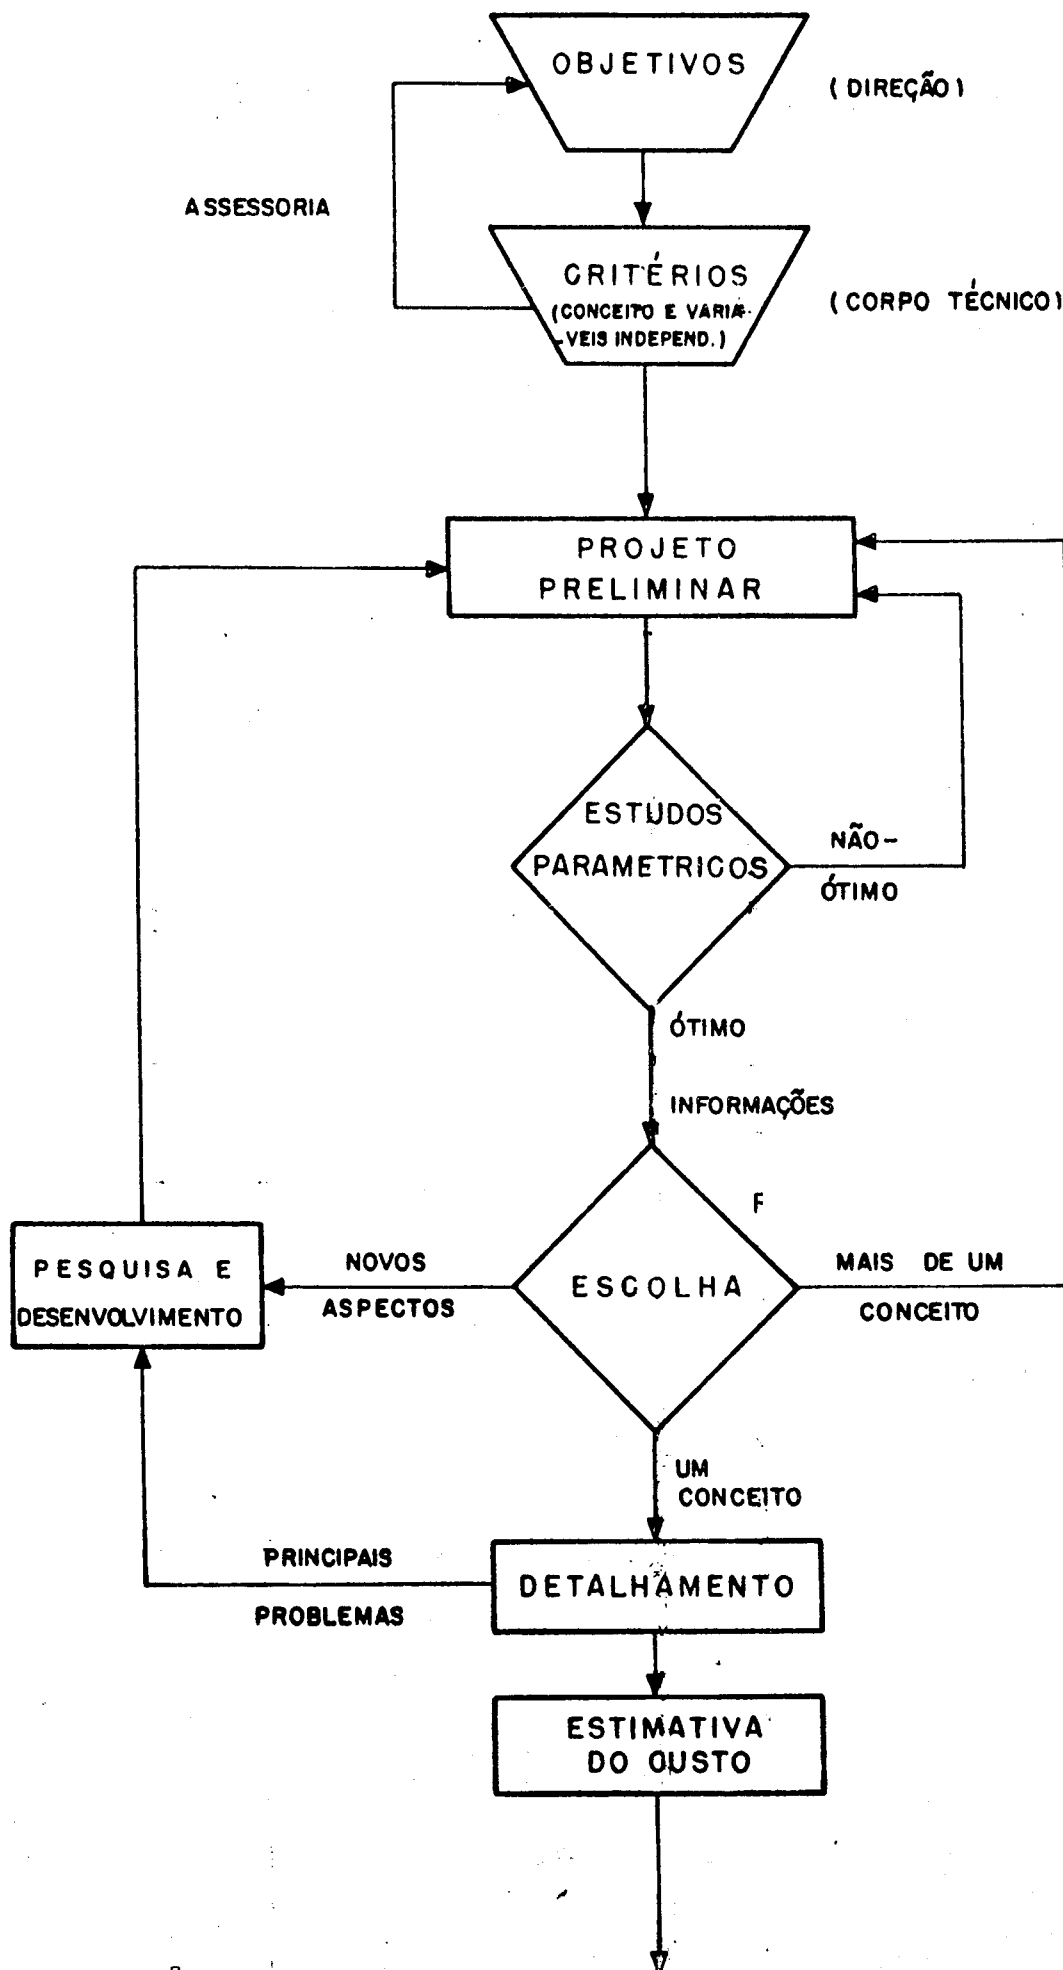 OBJETIVOS
(DIREÇÃO)
ASSESSORIA
CRITÉRIOS
(CONCEITO E VARIÁ-
VEIS INDEPEND.)
(CORPO TÉCNICO)
PROJETO
PRELIMINAR
ESTUDOS
PARAMETRICOS
NÃO-
ÓTIMO
ÓTIMO
INFORMAÇÕES
F
PESQUISA E
DESENVOLVIMENTO
NOVOS
ASPECTOS
ESCOLHA
MAIS DE UM
CONCEITO
UM
CONCEITO
PRINCIPAIS
PROBLEMAS
DETALHAMENTO
ESTIMATIVA
DO CUSTO